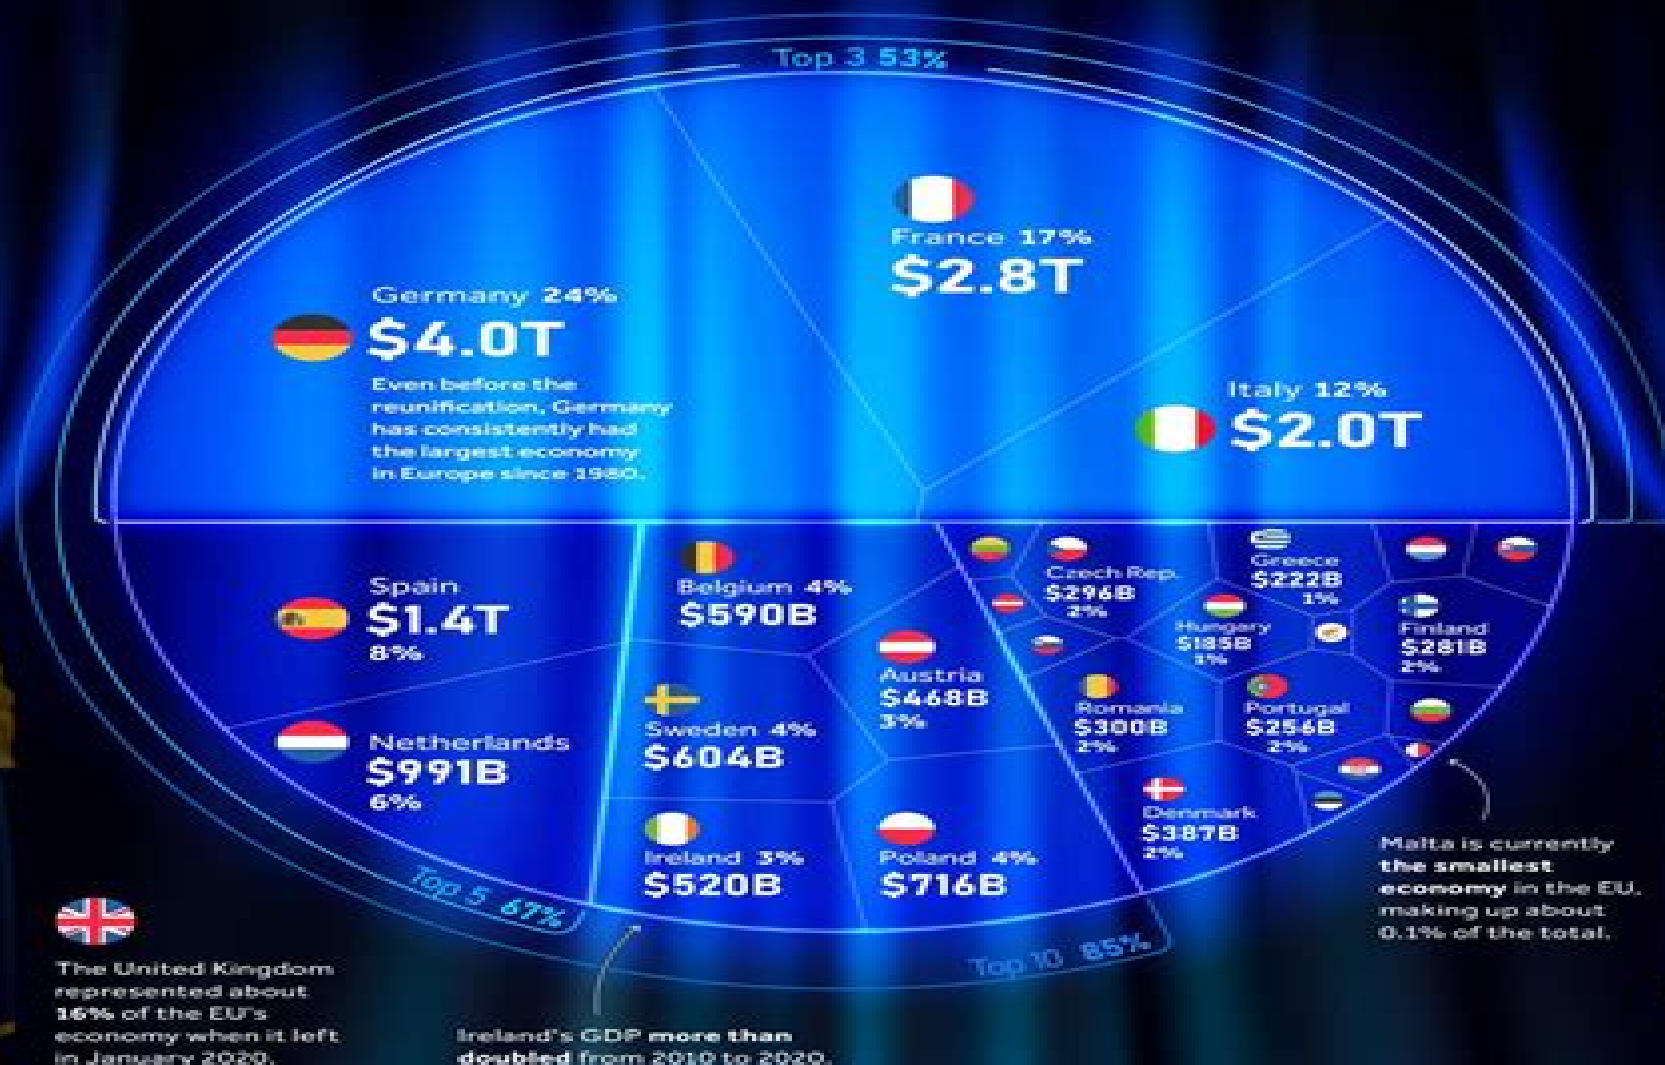 Top 3 53%
France 17%
$2.8T
Germany 24%
$4.0T
Even before the
reunification, Germany
has consistently had
the largest economy
in Europe since 1980.
Italy 12%
$2.0T
Spain
$1.4T
8%
Netherlands
$991B
6%
Belgium 4%
$590B
Sweden 4%
$604B
Ireland 3%
$520B
Austria
$468B
3%
Poland 4%
$716B
Czech Rep.
$296B
2%
Greece
$222B
1%
Hungary
$185B
1%
Finland
$281B
2%
Romania
$300B
2%
Portugal
$256B
2%
Denmark
$387B
2%
Top 5 67%
Top 10 85%
Malta is currently
the smallest
economy in the EU,
making up about
0.1% of the total.
The United Kingdom
represented about
16% of the EU's
economy when it left
in January 2020.
Ireland's GDP more than
doubled from 2010 to 2020.